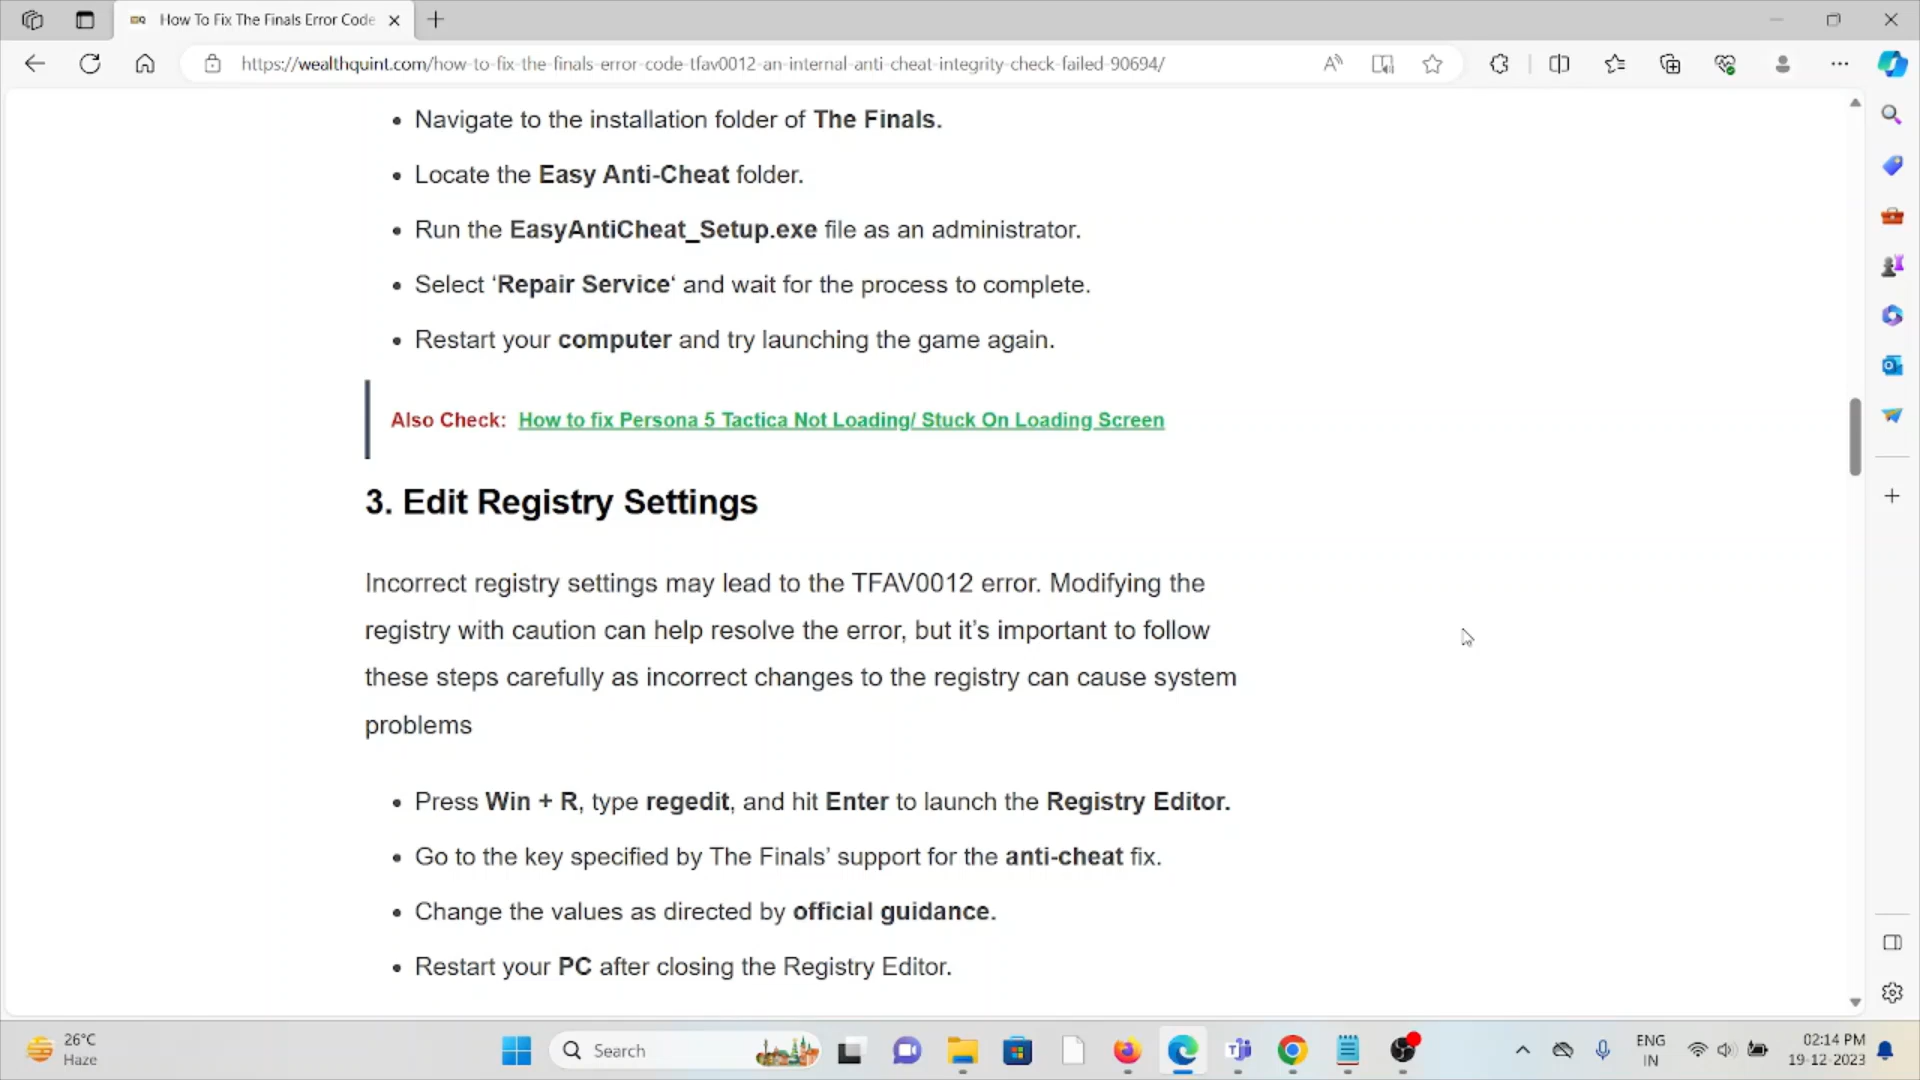 How To Fix The Finals Error Code
https://wealthquint.com/how-to-fix-the-finals-error-code-tfav0012-an-internal-anti-cheat-integrity-check-failed-90694/
• Navigate to the installation folder of The Finals.
• Locate the Easy Anti-Cheat folder.
• Run the EasyAntiCheat_Setup.exe file as an administrator.
• Select ‘Repair Service‘ and wait for the process to complete.
• Restart your computer and try launching the game again.
Also Check: How to fix Persona 5 Tactica Not Loading/ Stuck On Loading Screen
3. Edit Registry Settings
Incorrect registry settings may lead to the TFAV0012 error. Modifying the
registry with caution can help resolve the error, but it’s important to follow
these steps carefully as incorrect changes to the registry can cause system
problems
• Press Win + R, type regedit, and hit Enter to launch the Registry Editor.
• Go to the key specified by The Finals’ support for the anti-cheat fix.
• Change the values as directed by official guidance.
• Restart your PC after closing the Registry Editor.
26°C
Haze
Search
ENG
IN
02:14 PM
19-12-2023